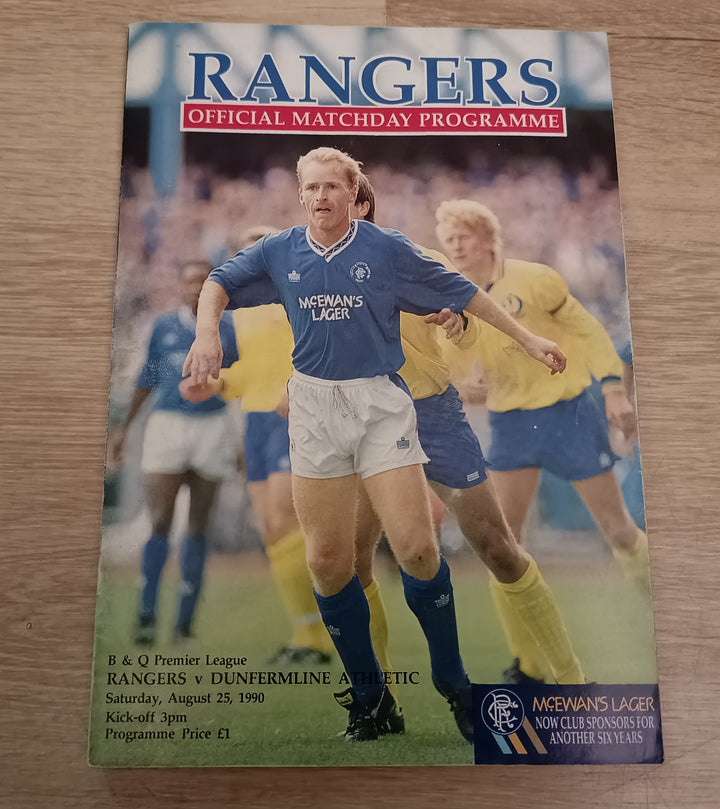 RANGERS
OFFICIAL MATCHDAY PROGRAMME
McEWAN'S
LAGER
B & Q Premier League
RANGERS v DUNFERMLINE ATHLETIC
Saturday, August 25, 1990
Kick-off 3pm
Programme Price £1
McEWAN'S LAGER
NOW CLUB SPONSORS FOR
ANOTHER SIX YEARS